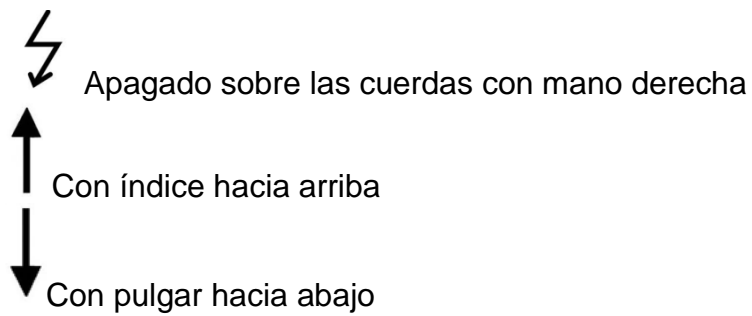 Apagado sobre las cuerdas con mano derecha
Con índice hacia arriba
Con pulgar hacia abajo